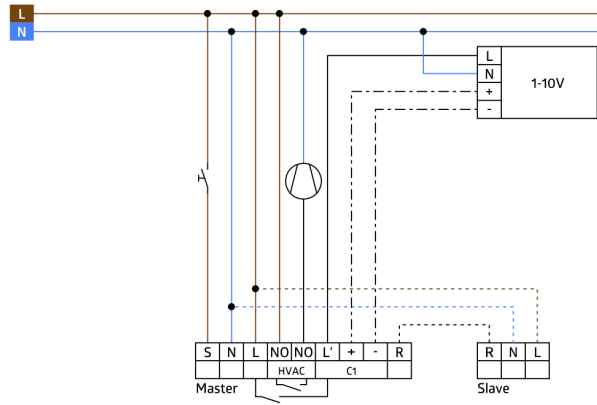 L
N
L
N
+
-
1-10V
S N L NO NO L' + - R
HVAC C1
Master
R N L
Slave